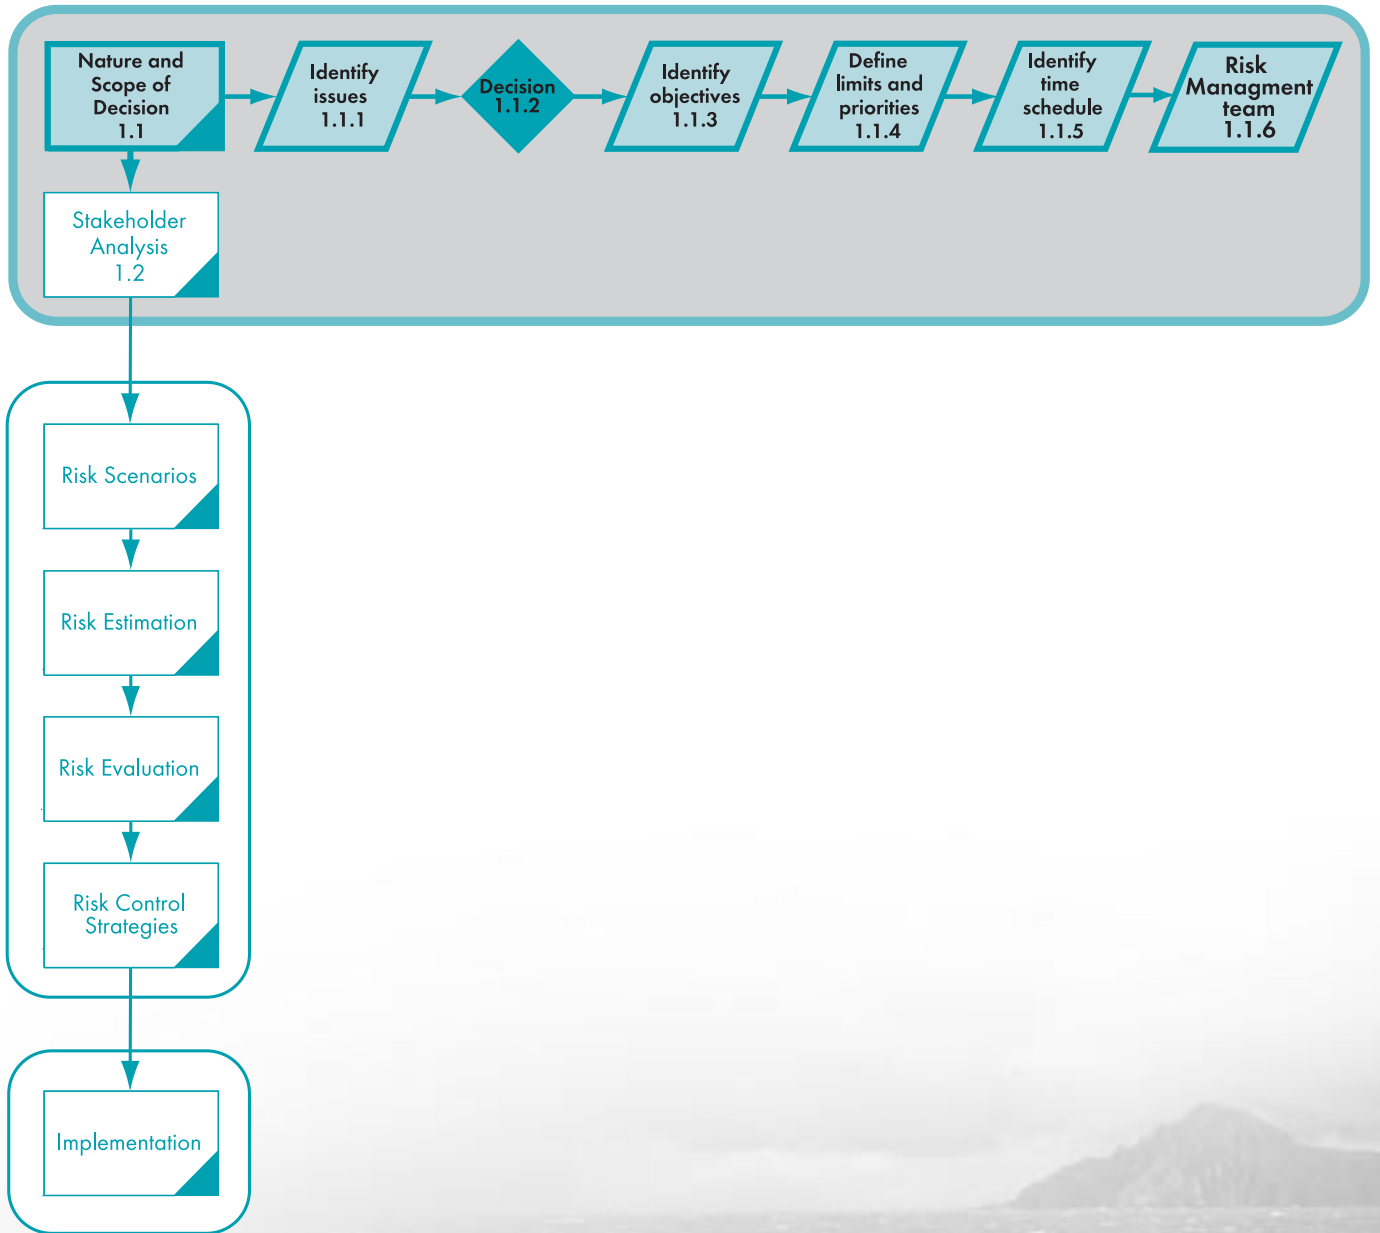 Nature and
Scope of
Decision
1.1
Identify
issues
1.1.1
Decision
1.1.2
Identify
objectives
1.1.3
Define
limits and
priorities
1.1.4
Identify
time
schedule
1.1.5
Risk
Managment
team
1.1.6
Stakeholder
Analysis
1.2
Risk Scenarios
Risk Estimation
Risk Evaluation
Risk Control
Strategies
Implementation